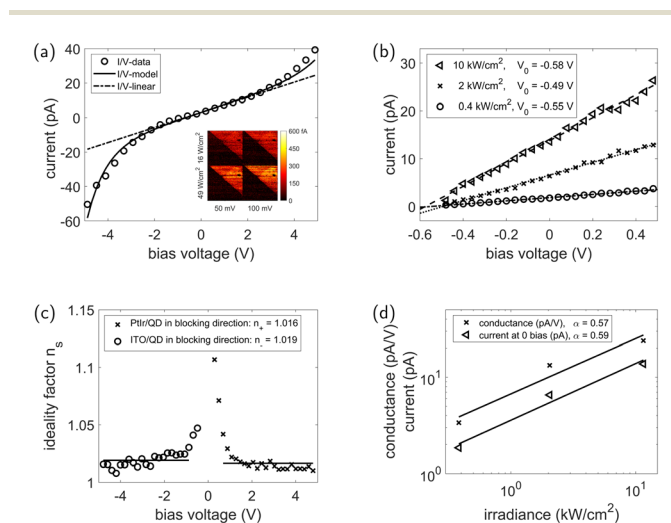 (a)
I/V-data
I/V-model
I/V-linear
40
20
0
-20
-40
-60
current (pA)
-4
-2
0
2
4
bias voltage (V)
49 W/cm² 16 W/cm²
50 mV
100 mV
600 fA
450
300
150
0
(b)
10 kW/cm², V₀ = -0.58 V
2 kW/cm², V₀ = -0.49 V
0.4 kW/cm², V₀ = -0.55 V
30
20
10
0
current (pA)
-0.6
-0.4
-0.2
0
0.2
0.4
bias voltage (V)
(c)
PtIr/QD in blocking direction: n₊ = 1.016
ITO/QD in blocking direction: n₋ = 1.019
1.15
1.1
1.05
1
ideality factor nₛ
-4
-2
0
2
4
bias voltage (V)
(d)
conductance (pA/V), α = 0.57
current at 0 bias (pA), α = 0.59
10¹
10⁰
conductance (pA/V)
current (pA)
10⁰
10¹
irradiance (kW/cm²)